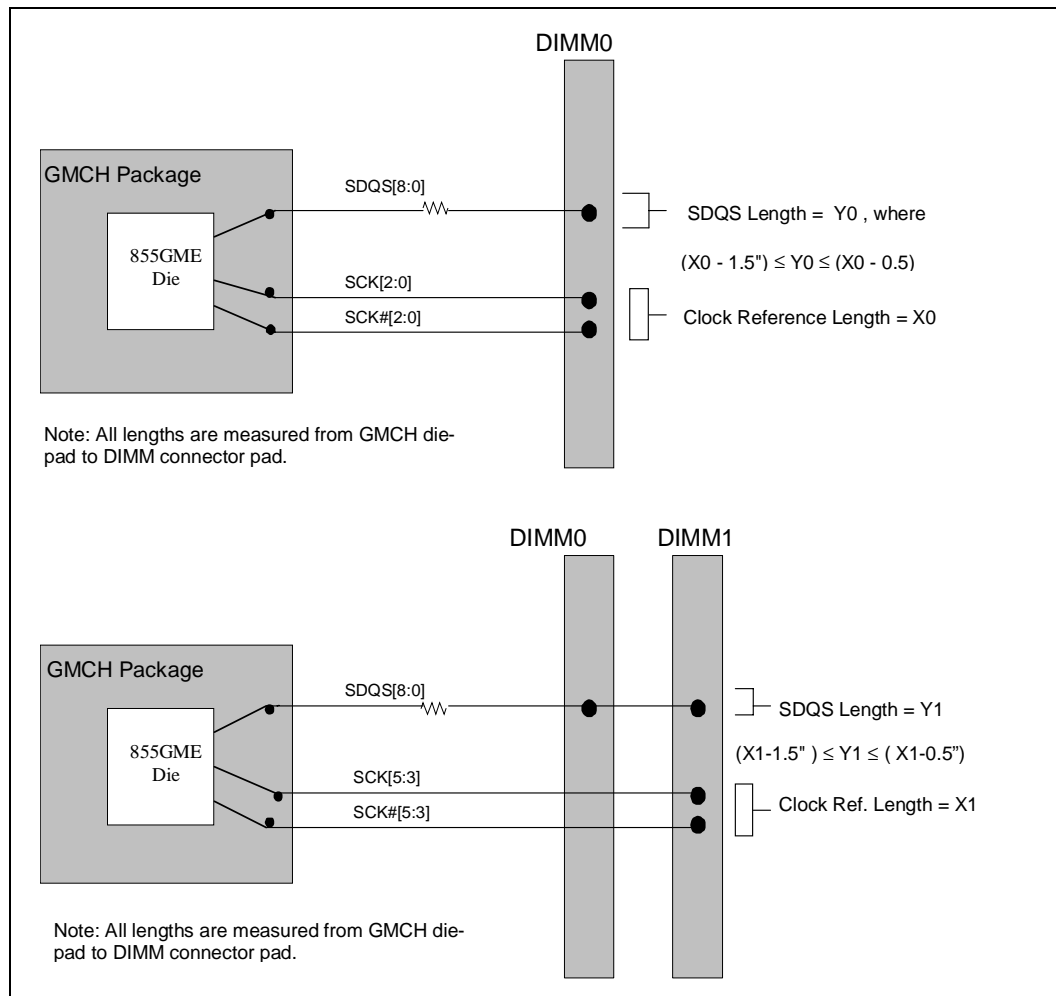 DIMM0
GMCH Package
SDQS[8:0]
855GME
Die
SCK[2:0]
SCK#[2:0]
SDQS Length = Y0 , where
(X0 - 1.5") ≤ Y0 ≤ (X0 - 0.5)
Clock Reference Length = X0
Note: All lengths are measured from GMCH die-
pad to DIMM connector pad.
DIMM0
DIMM1
GMCH Package
SDQS[8:0]
855GME
Die
SCK[5:3]
SCK#[5:3]
SDQS Length = Y1
(X1-1.5" ) ≤ Y1 ≤ ( X1-0.5”)
Clock Ref. Length = X1
Note: All lengths are measured from GMCH die-
pad to DIMM connector pad.